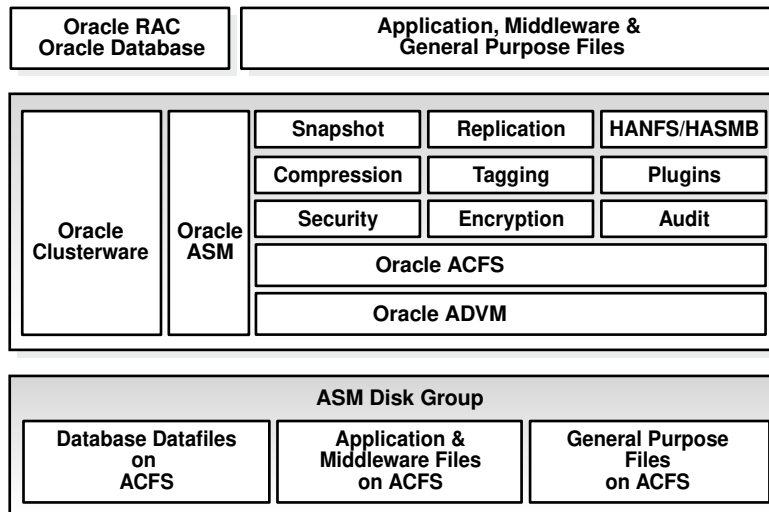 Oracle RAC
Oracle Database
Application, Middleware &
General Purpose Files
Oracle
Clusterware
Oracle
ASM
Snapshot
Replication
HANFS/HASMB
Compression
Tagging
Plugins
Security
Encryption
Audit
Oracle ACFS
Oracle ADVM
ASM Disk Group
Database Datafiles
on
ACFS
Application &
Middleware Files
on ACFS
General Purpose
Files
on ACFS